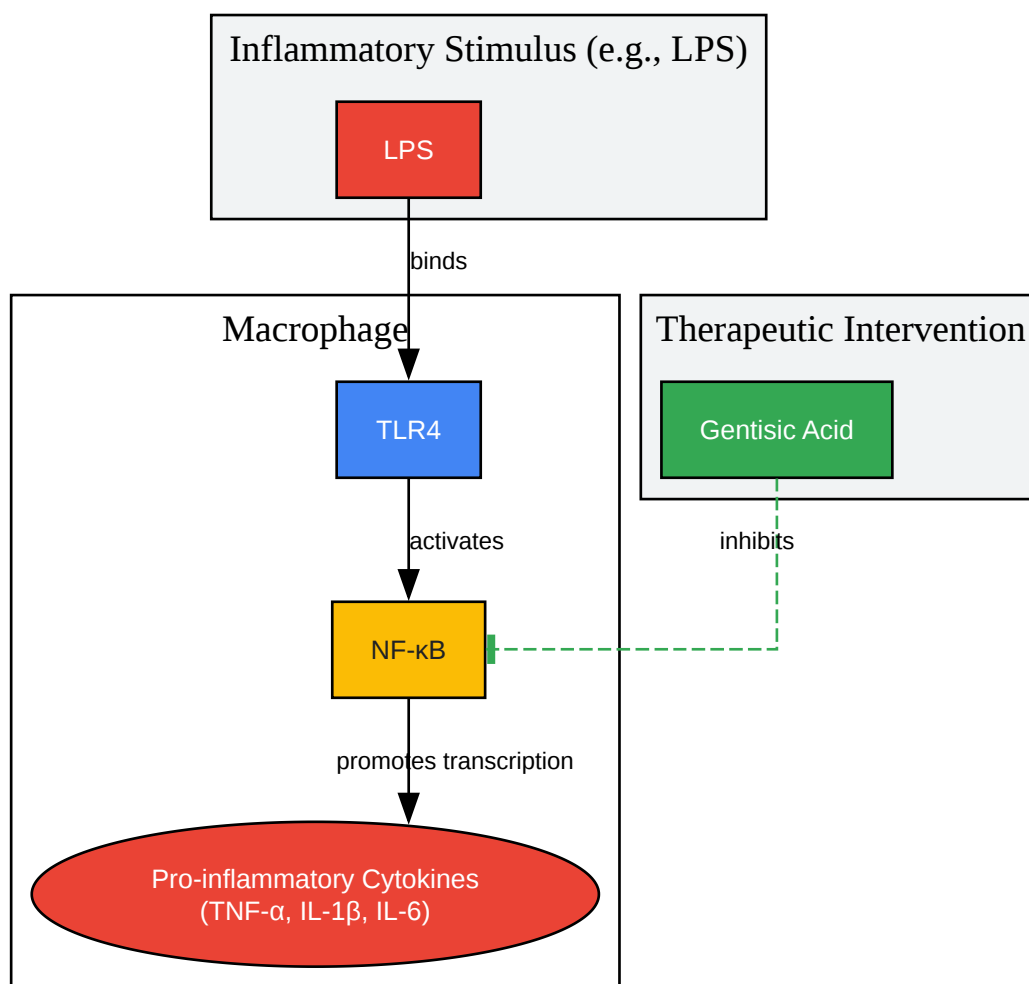 Inflammatory Stimulus (e.g., LPS)
LPS
binds
Macrophage
Therapeutic Intervention
TLR4
Gentisic Acid
activates
inhibits
NF-κB
promotes transcription
Pro-inflammatory Cytokines
(TNF-α, IL-1β, IL-6)